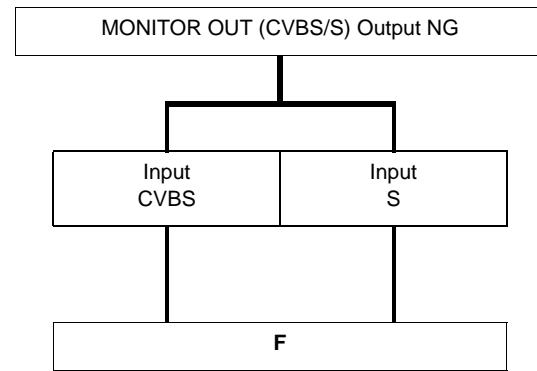 MONITOR OUT (CVBS/S) Output NG
Input
CVBS
Input
S
F